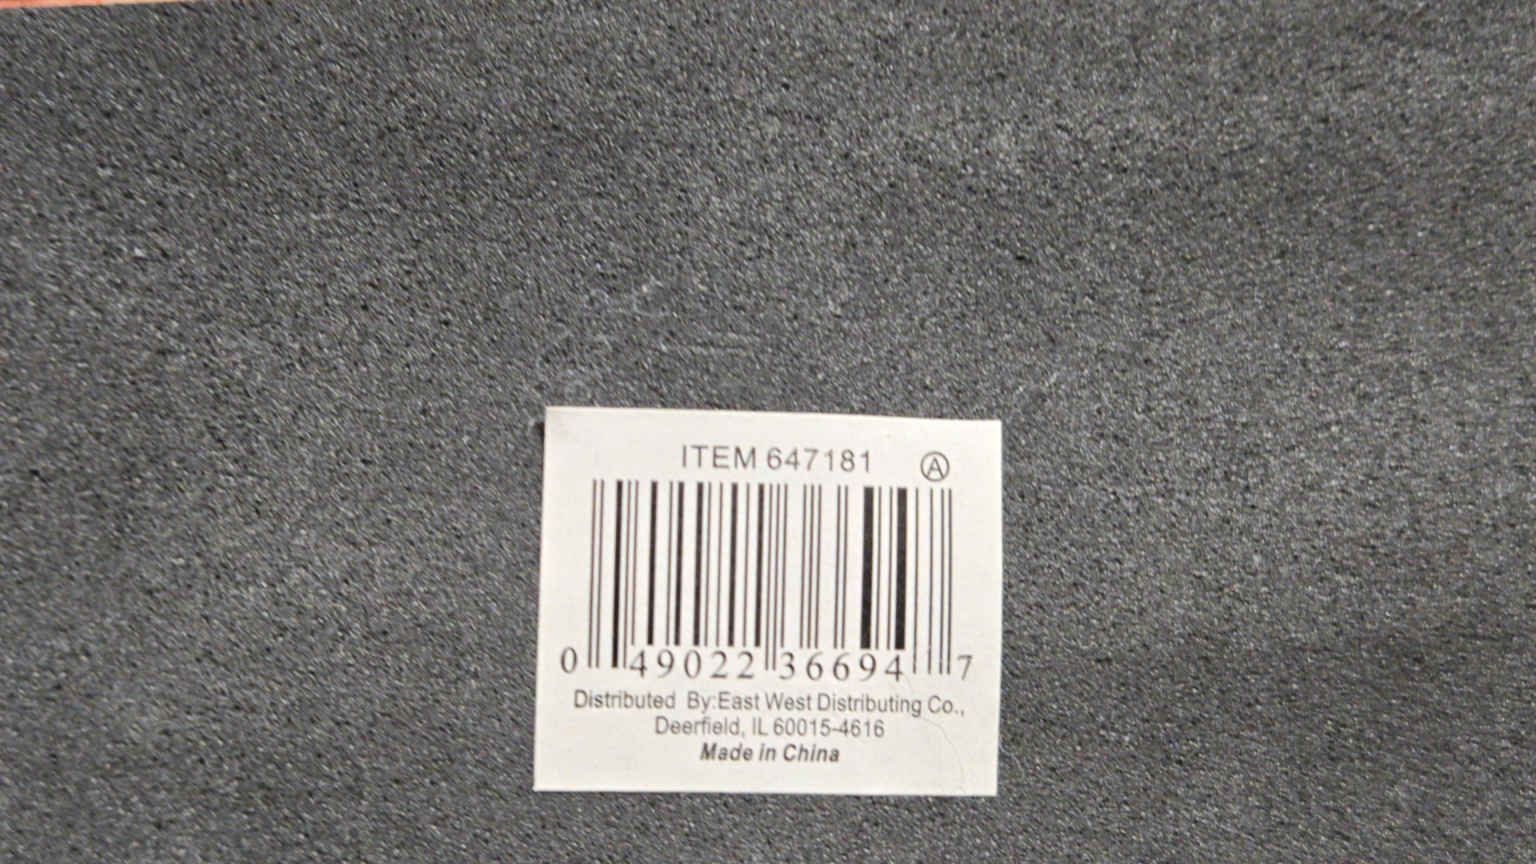 ITEM 647181 Ⓐ
0 49022 36694 7
Distributed By:East West Distributing Co.,
Deerfield, IL 60015-4616
Made in China